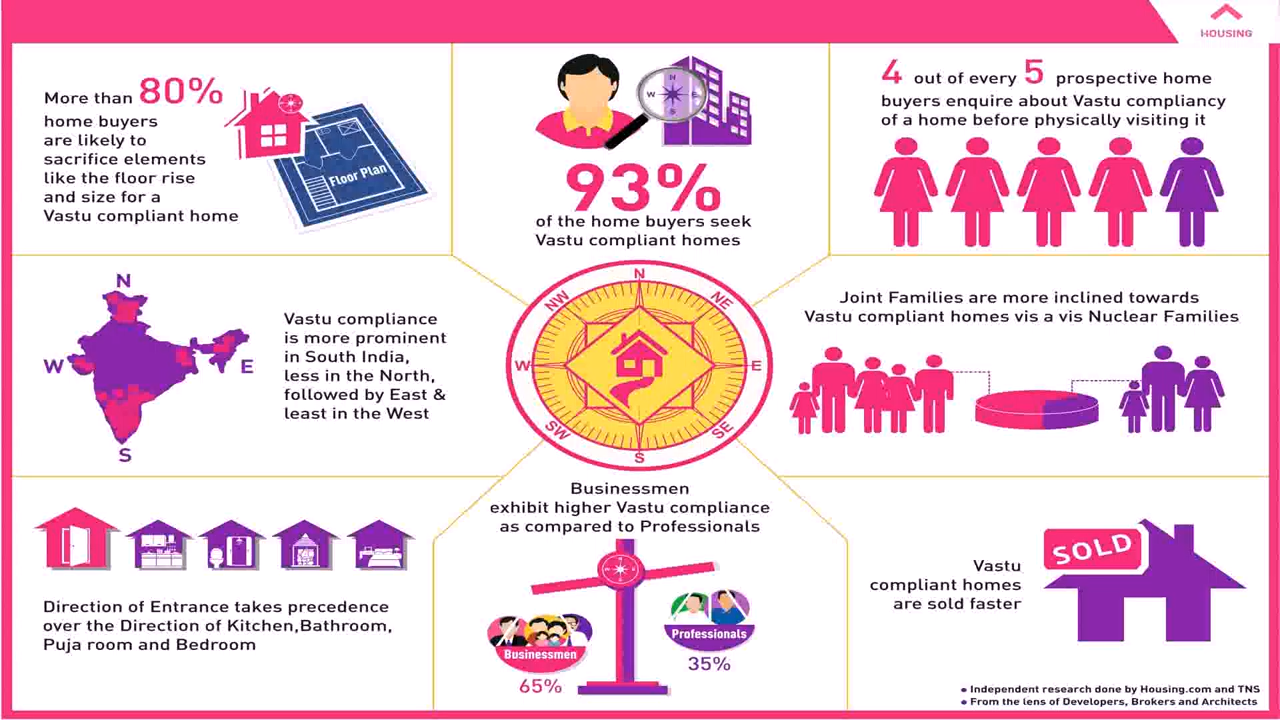 HOUSING
More than 80%
home buyers
are likely to
sacrifice elements
like the floor rise
and size for a
Vastu compliant home
Floor Plan
N
W
E
S
93%
of the home buyers seek
Vastu compliant homes
4 out of every 5 prospective home
buyers enquire about Vastu compliancy
of a home before physically visiting it
N
W
E
S
Vastu compliance
is more prominent
in South India,
less in the North,
followed by East &
least in the West
N
NW
NE
W
E
SW
SE
S
Joint Families are more inclined towards
Vastu compliant homes vis a vis Nuclear Families
Direction of Entrance takes precedence
over the Direction of Kitchen,Bathroom,
Puja room and Bedroom
Businessmen
exhibit higher Vastu compliance
as compared to Professionals
Businessmen
65%
Professionals
35%
SOLD
Vastu
compliant homes
are sold faster
• Independent research done by Housing.com and TNS
• From the lens of Developers, Brokers and Architects